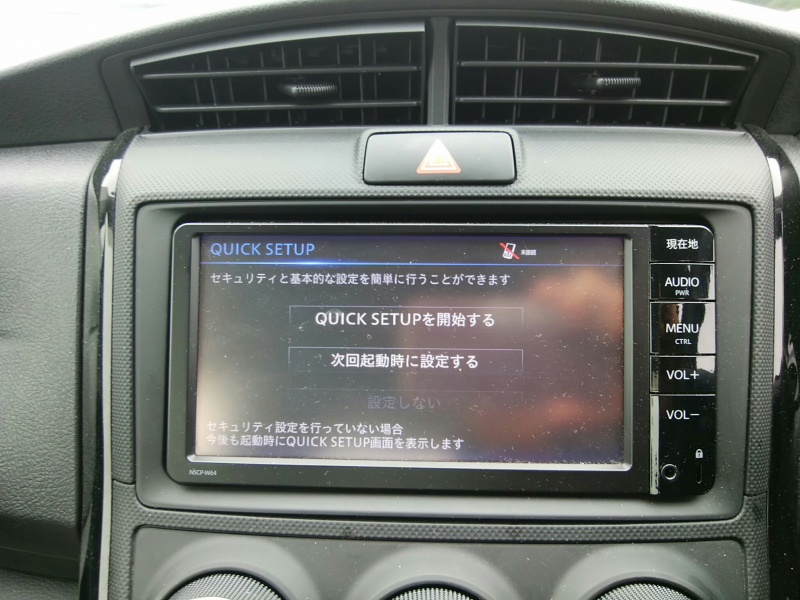 QUICK SETUP
未接続
セキュリティと基本的な設定を簡単に行うことができます
QUICK SETUPを開始する
次回起動時に設定する
設定しない
セキュリティ設定を行っていない場合
今後も起動時にQUICK SETUP画面を表示します
NSCP-W64
現在地
AUDIO
PWR
MENU
CTRL
VOL+
VOL−